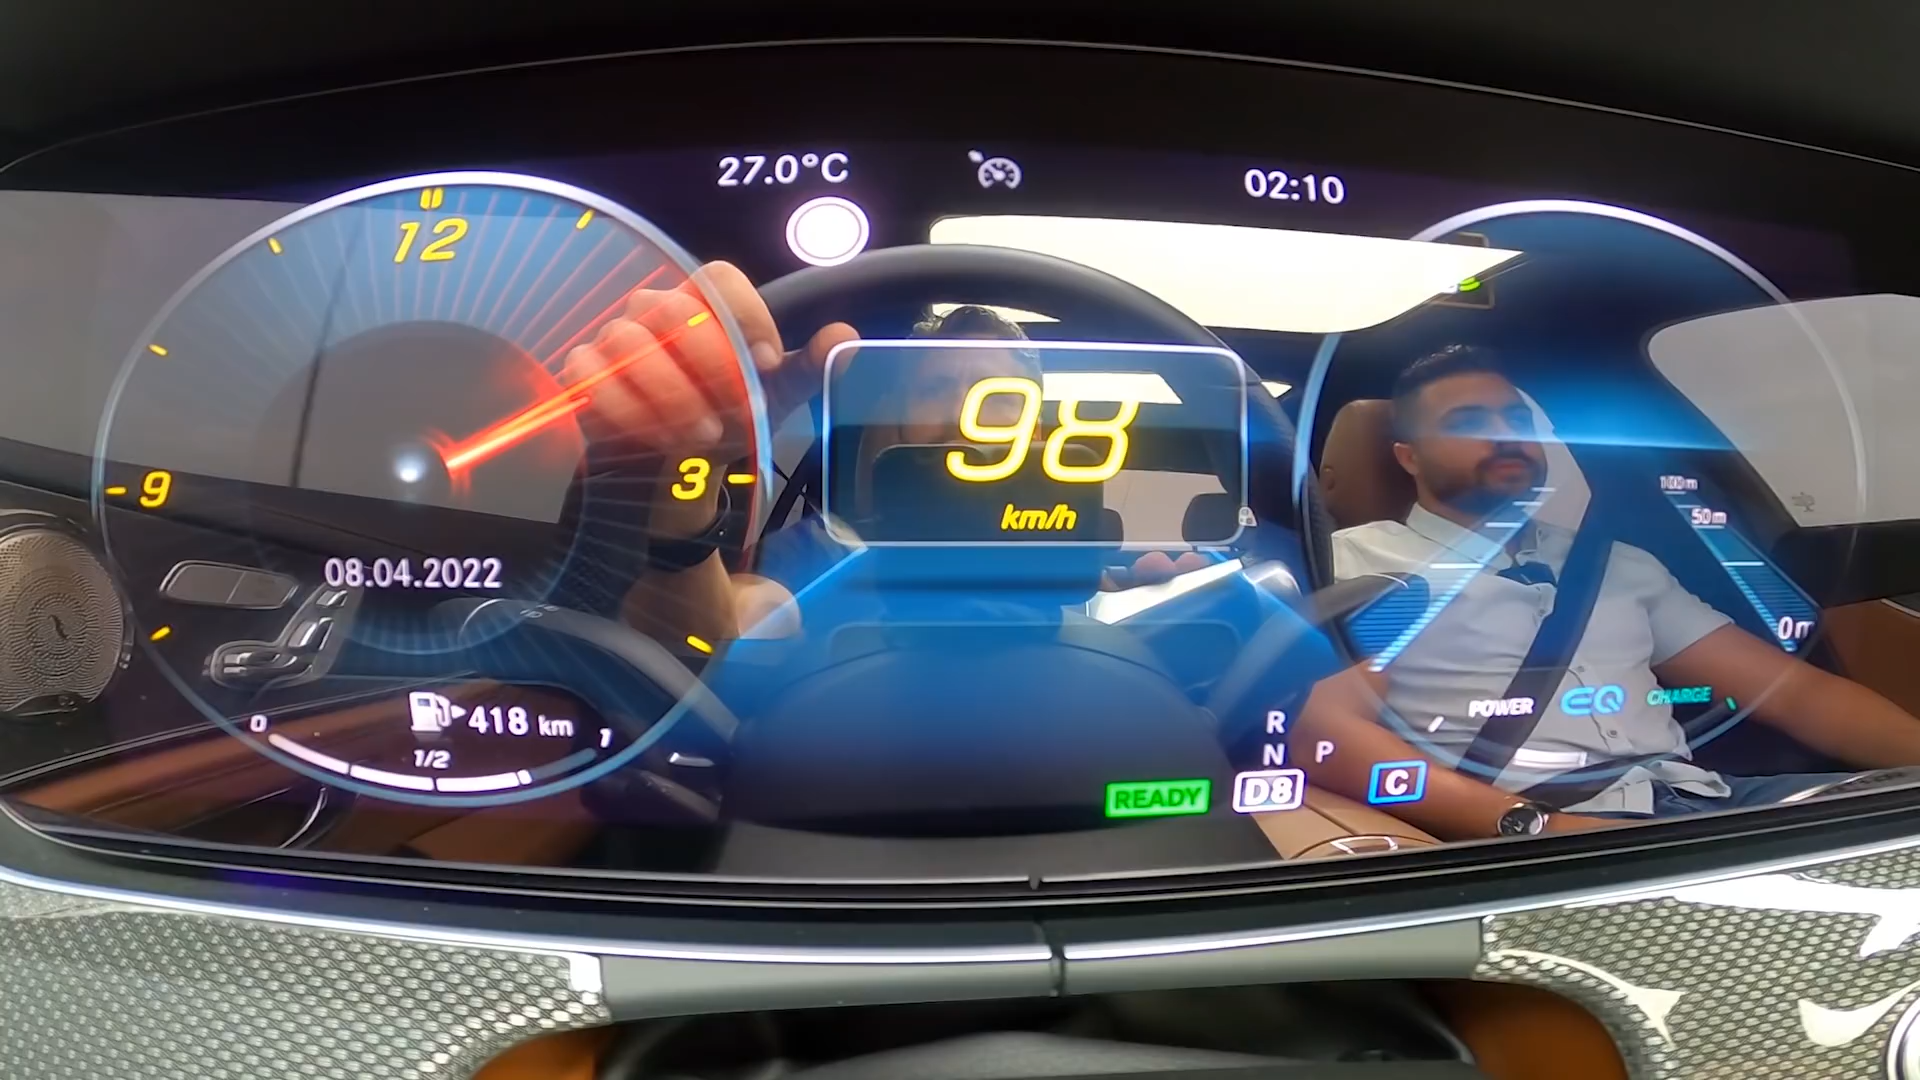 27.0°C
02:10
12
9
3
98
km/h
08.04.2022
100m
50m
0m
418 km
0
1/2
1
POWER
EQ
CHARGE
R
N
P
READY
D8
C